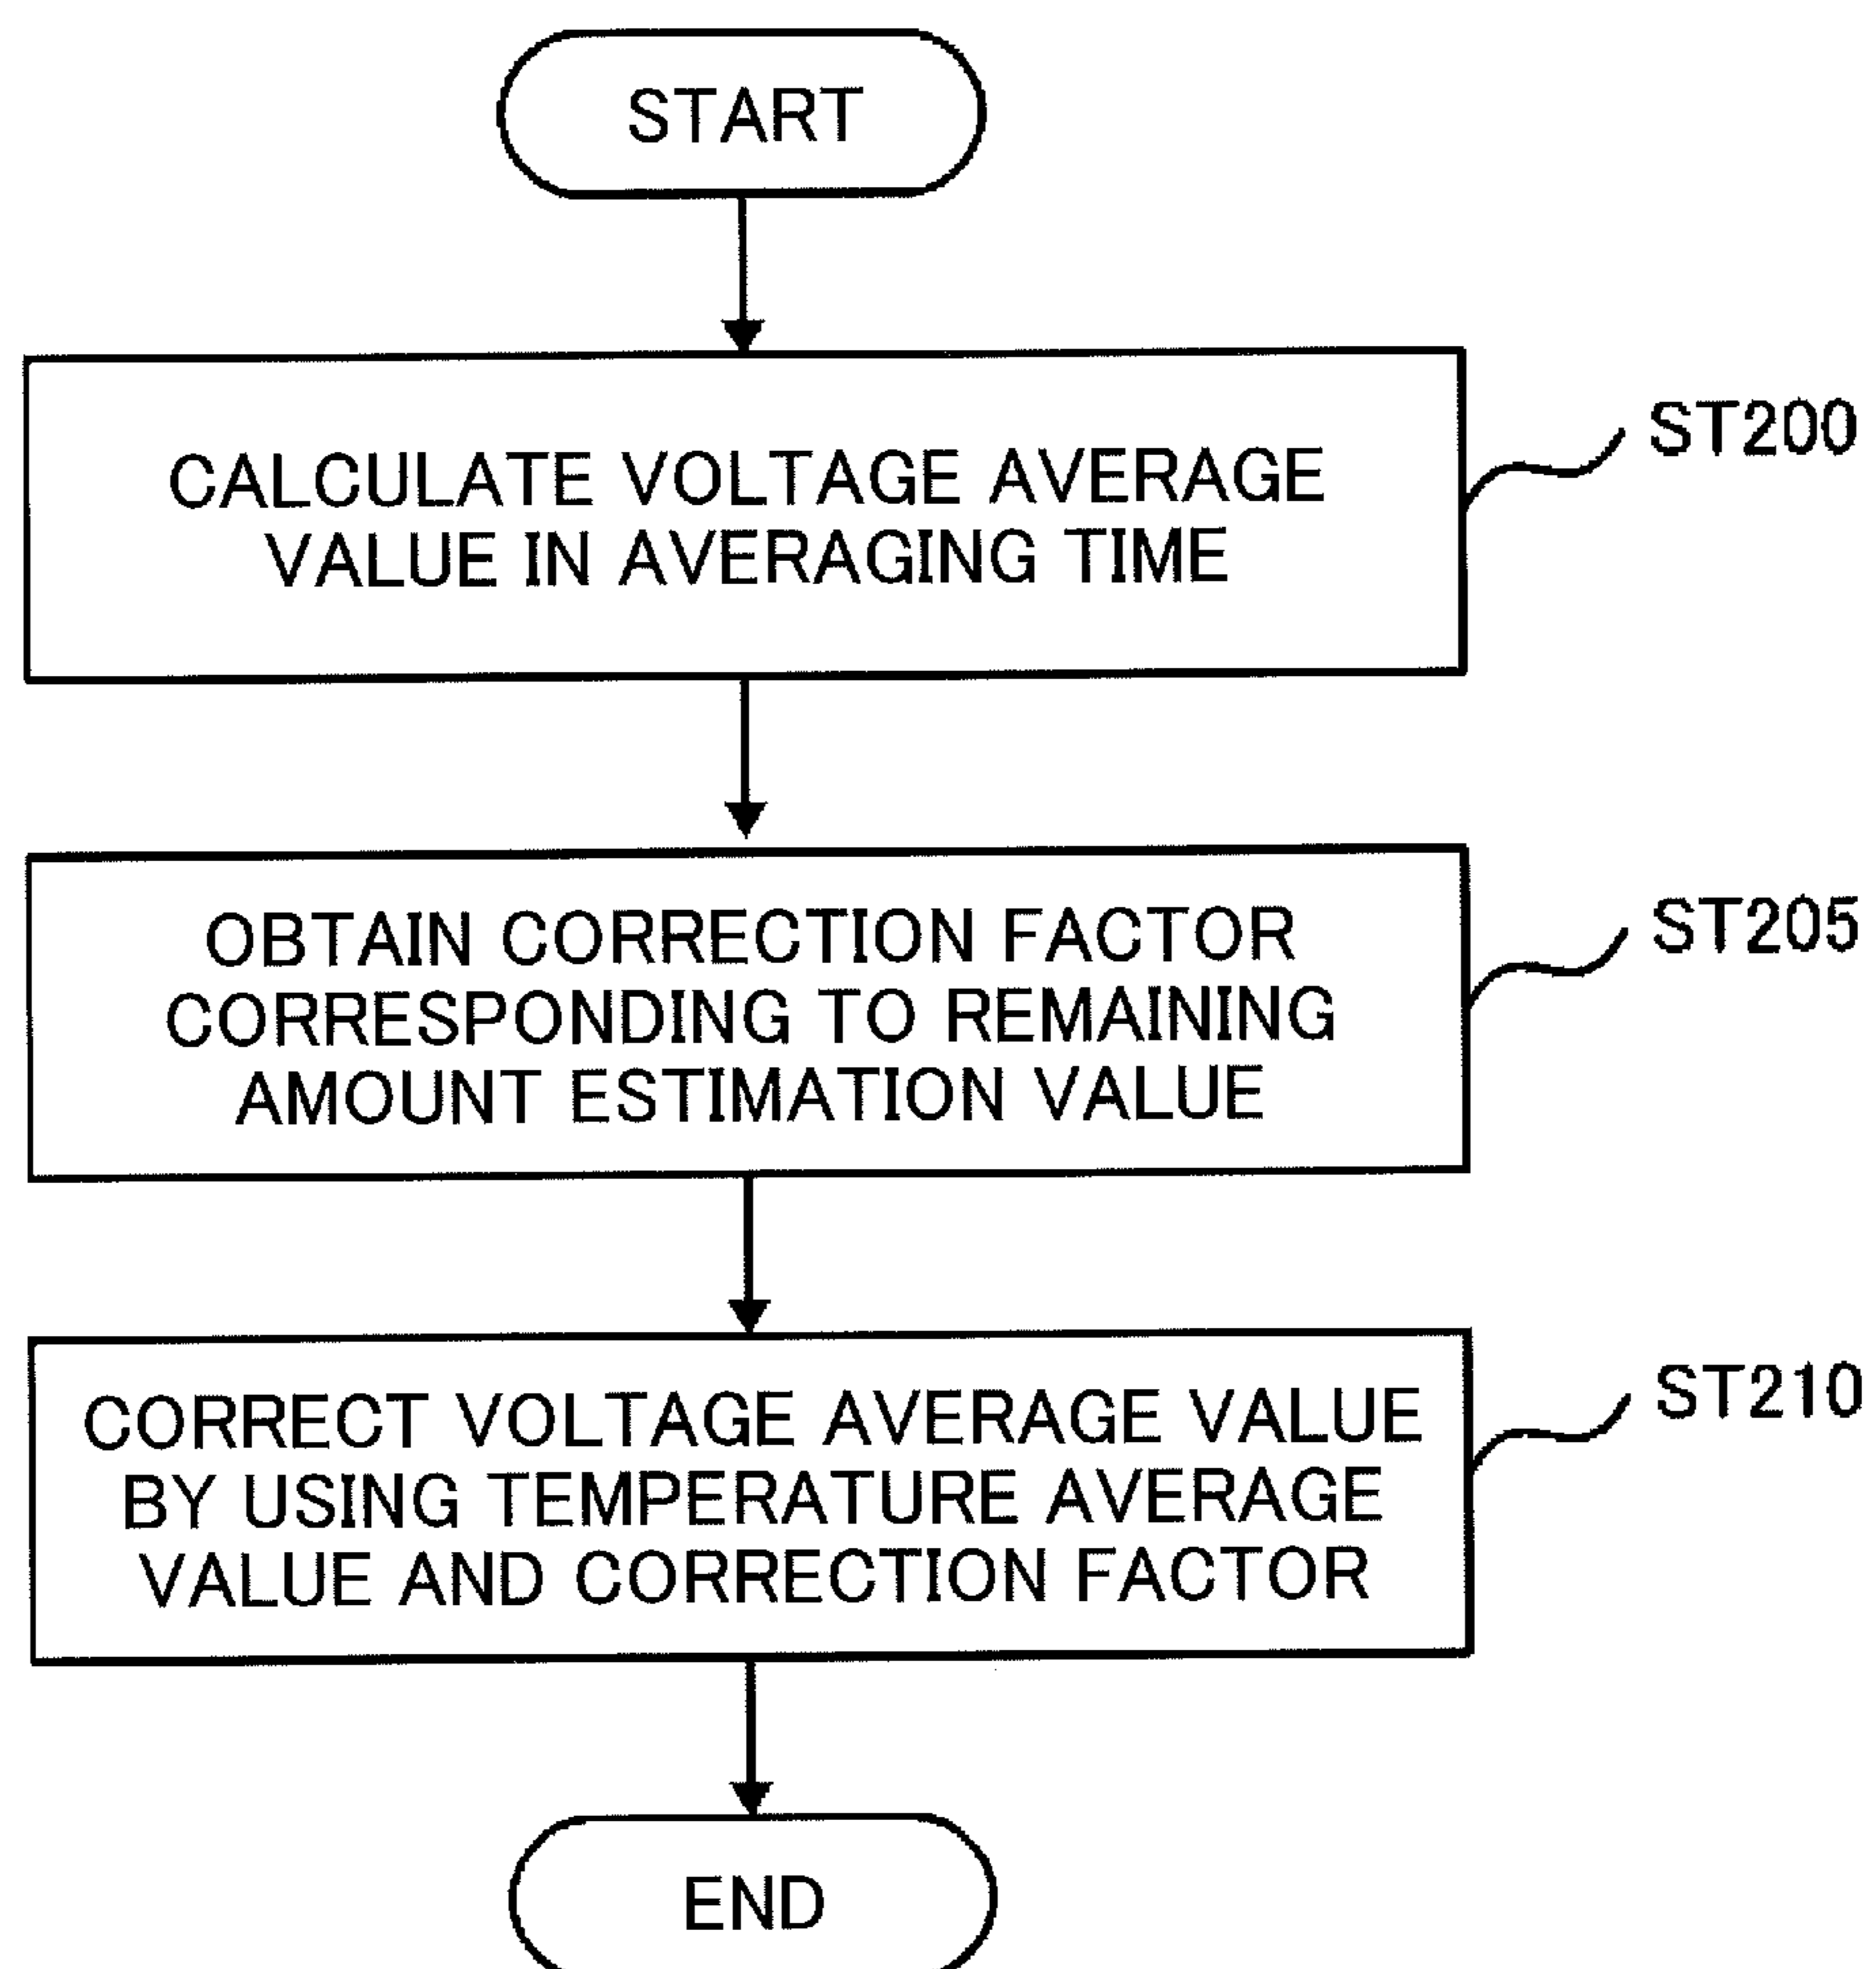 START
CALCULATE VOLTAGE AVERAGE
VALUE IN AVERAGING TIME
ST200
OBTAIN CORRECTION FACTOR
CORRESPONDING TO REMAINING
AMOUNT ESTIMATION VALUE
ST205
CORRECT VOLTAGE AVERAGE VALUE
BY USING TEMPERATURE AVERAGE
VALUE AND CORRECTION FACTOR
ST210
END